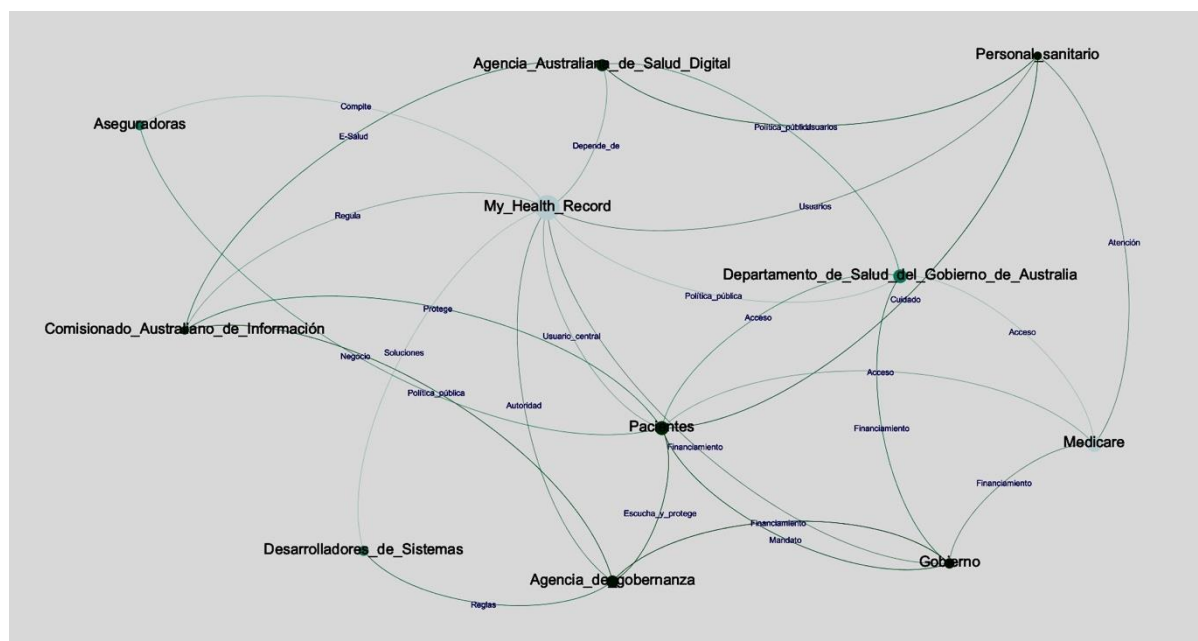 Personal_sanitario
Agencia_Australiana_de_Salud_Digital
Compite
Aseguradoras
Política_pública
Usuarios
E-Salud
Depende_de
My_Health_Record
Usuarios
Regula
Atención
Departamento_de_Salud_del_Gobierno_de_Australia
Política_pública
Cuidado
Protege
Acceso
Comisionado_Australiano_de_Información
Acceso
Usuario_central
Soluciones
Negocio
Acceso
Política_pública
Autoridad
Pacientes
Financiamiento
Medicare
Financiamiento
Financiamiento
Escucha_y_protege
Financiamiento
Mandato
Desarrolladores_de_Sistemas
Gobierno
Agencia_de_gobernanza
Reglas